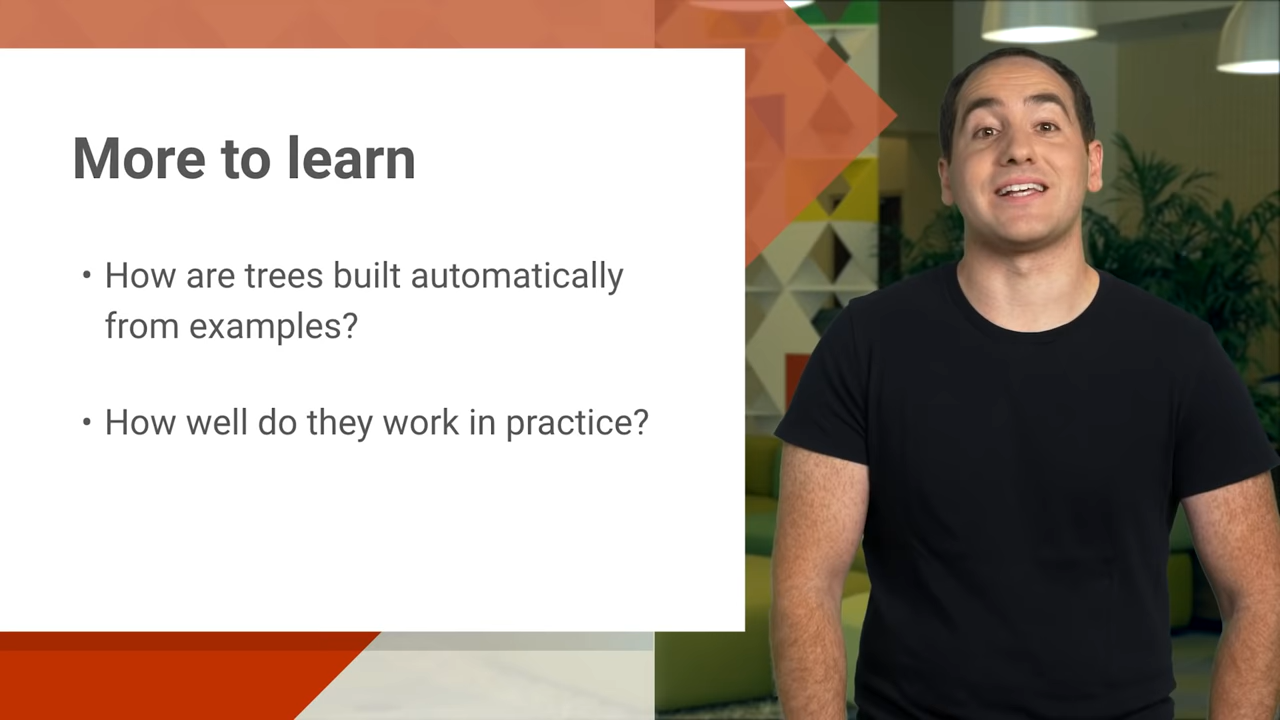 More to learn
• How are trees built automatically
from examples?
• How well do they work in practice?